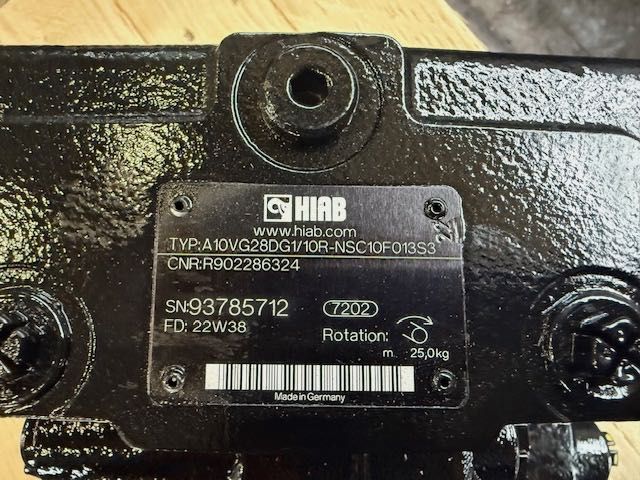 HIAB
www.hiab.com
TYP:A10VG28DG1/10R-NSC10F013S3
CNR:R902286324
SN:93785712 7202
FD: 22W38
Rotation:
m 25,0kg
Made in Germany